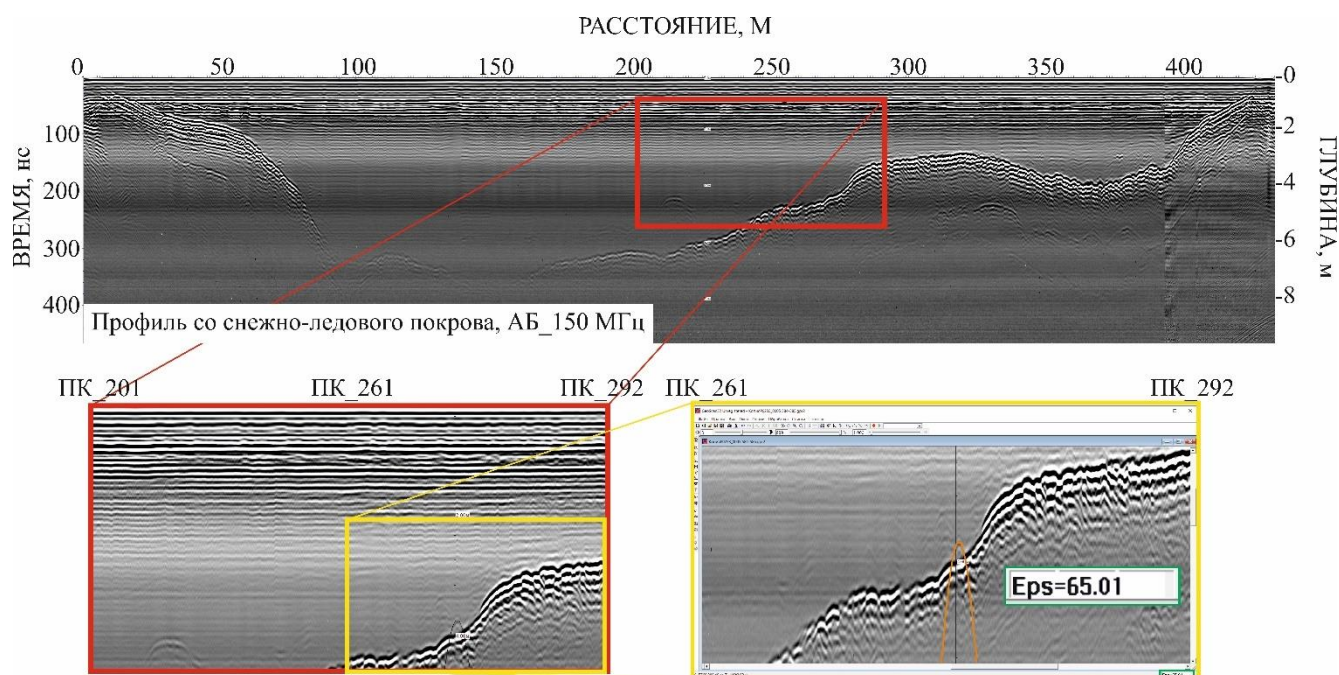 РАССТОЯНИЕ, М
0 50 100 150 200 250 300 350 400
ВРЕМЯ, нс
100
200
300
400
ГЛУБИНА, м
-0
-2
-4
-6
-8
Профиль со снежно-ледового покрова, АБ_150 МГц
ПК_201 ПК_261 ПК_292 ПК_261 ПК_292
Eps=65.01